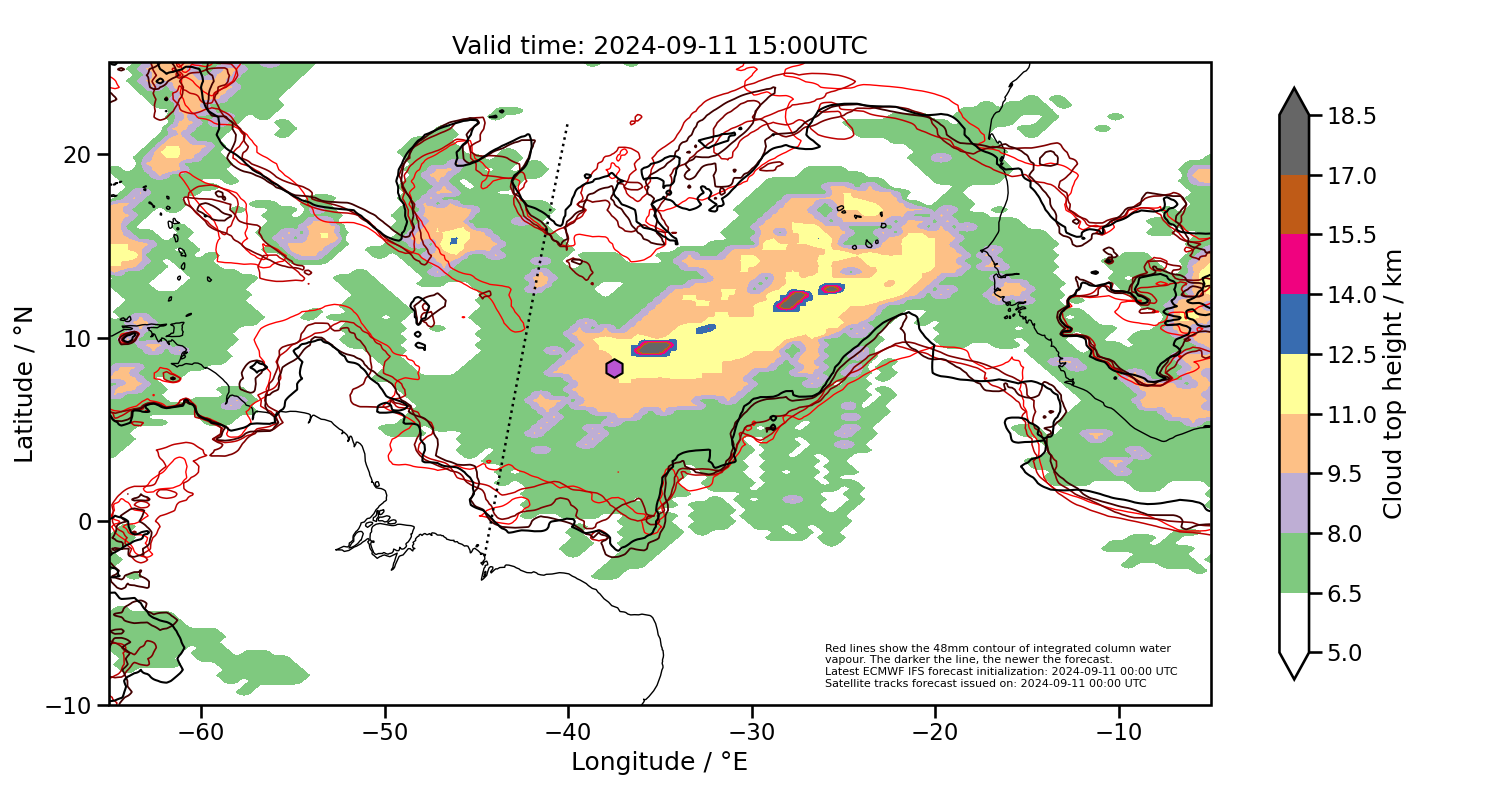 Valid time: 2024-09-11 15:00UTC
20
10
0
−10
−60
−50
−40
−30
−20
−10
Longitude / °E
Latitude / °N
Red lines show the 48mm contour of integrated column water
vapour. The darker the line, the newer the forecast.
Latest ECMWF IFS forecast initialization: 2024-09-11 00:00 UTC
Satellite tracks forecast issued on: 2024-09-11 00:00 UTC
18.5
17.0
15.5
14.0
12.5
11.0
9.5
8.0
6.5
5.0
Cloud top height / km